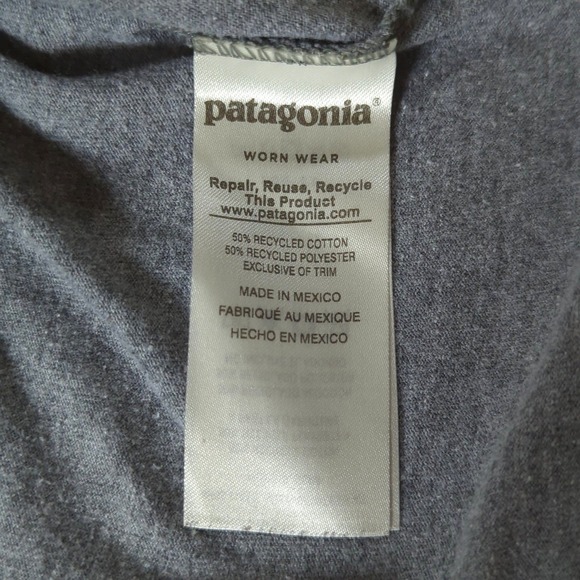 patagonia®
WORN WEAR
Repair, Reuse, Recycle
This Product
www.patagonia.com
50% RECYCLED COTTON
50% RECYCLED POLYESTER
EXCLUSIVE OF TRIM
MADE IN MEXICO
FABRIQUÉ AU MEXIQUE
HECHO EN MEXICO